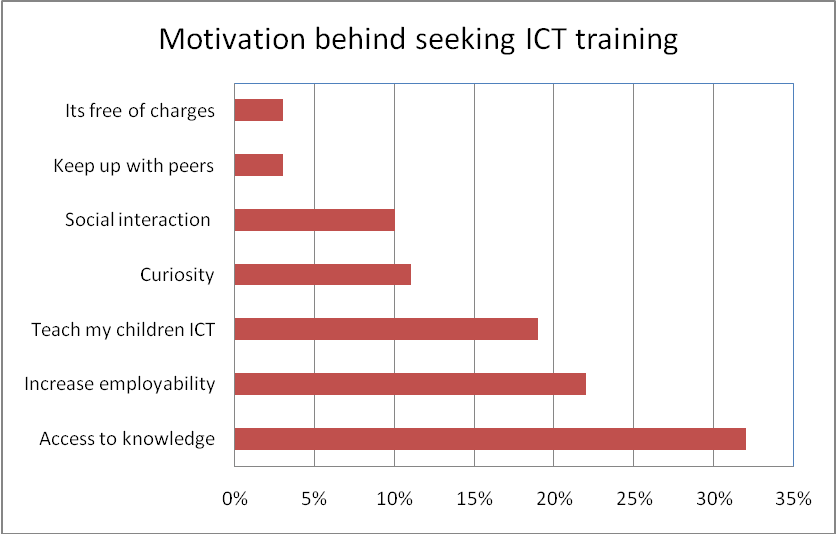 Motivation behind seeking ICT training
Its free of charges
Keep up with peers
Social interaction
Curiosity
Teach my children ICT
Increase employability
Access to knowledge
0% 5% 10% 15% 20% 25% 30% 35%